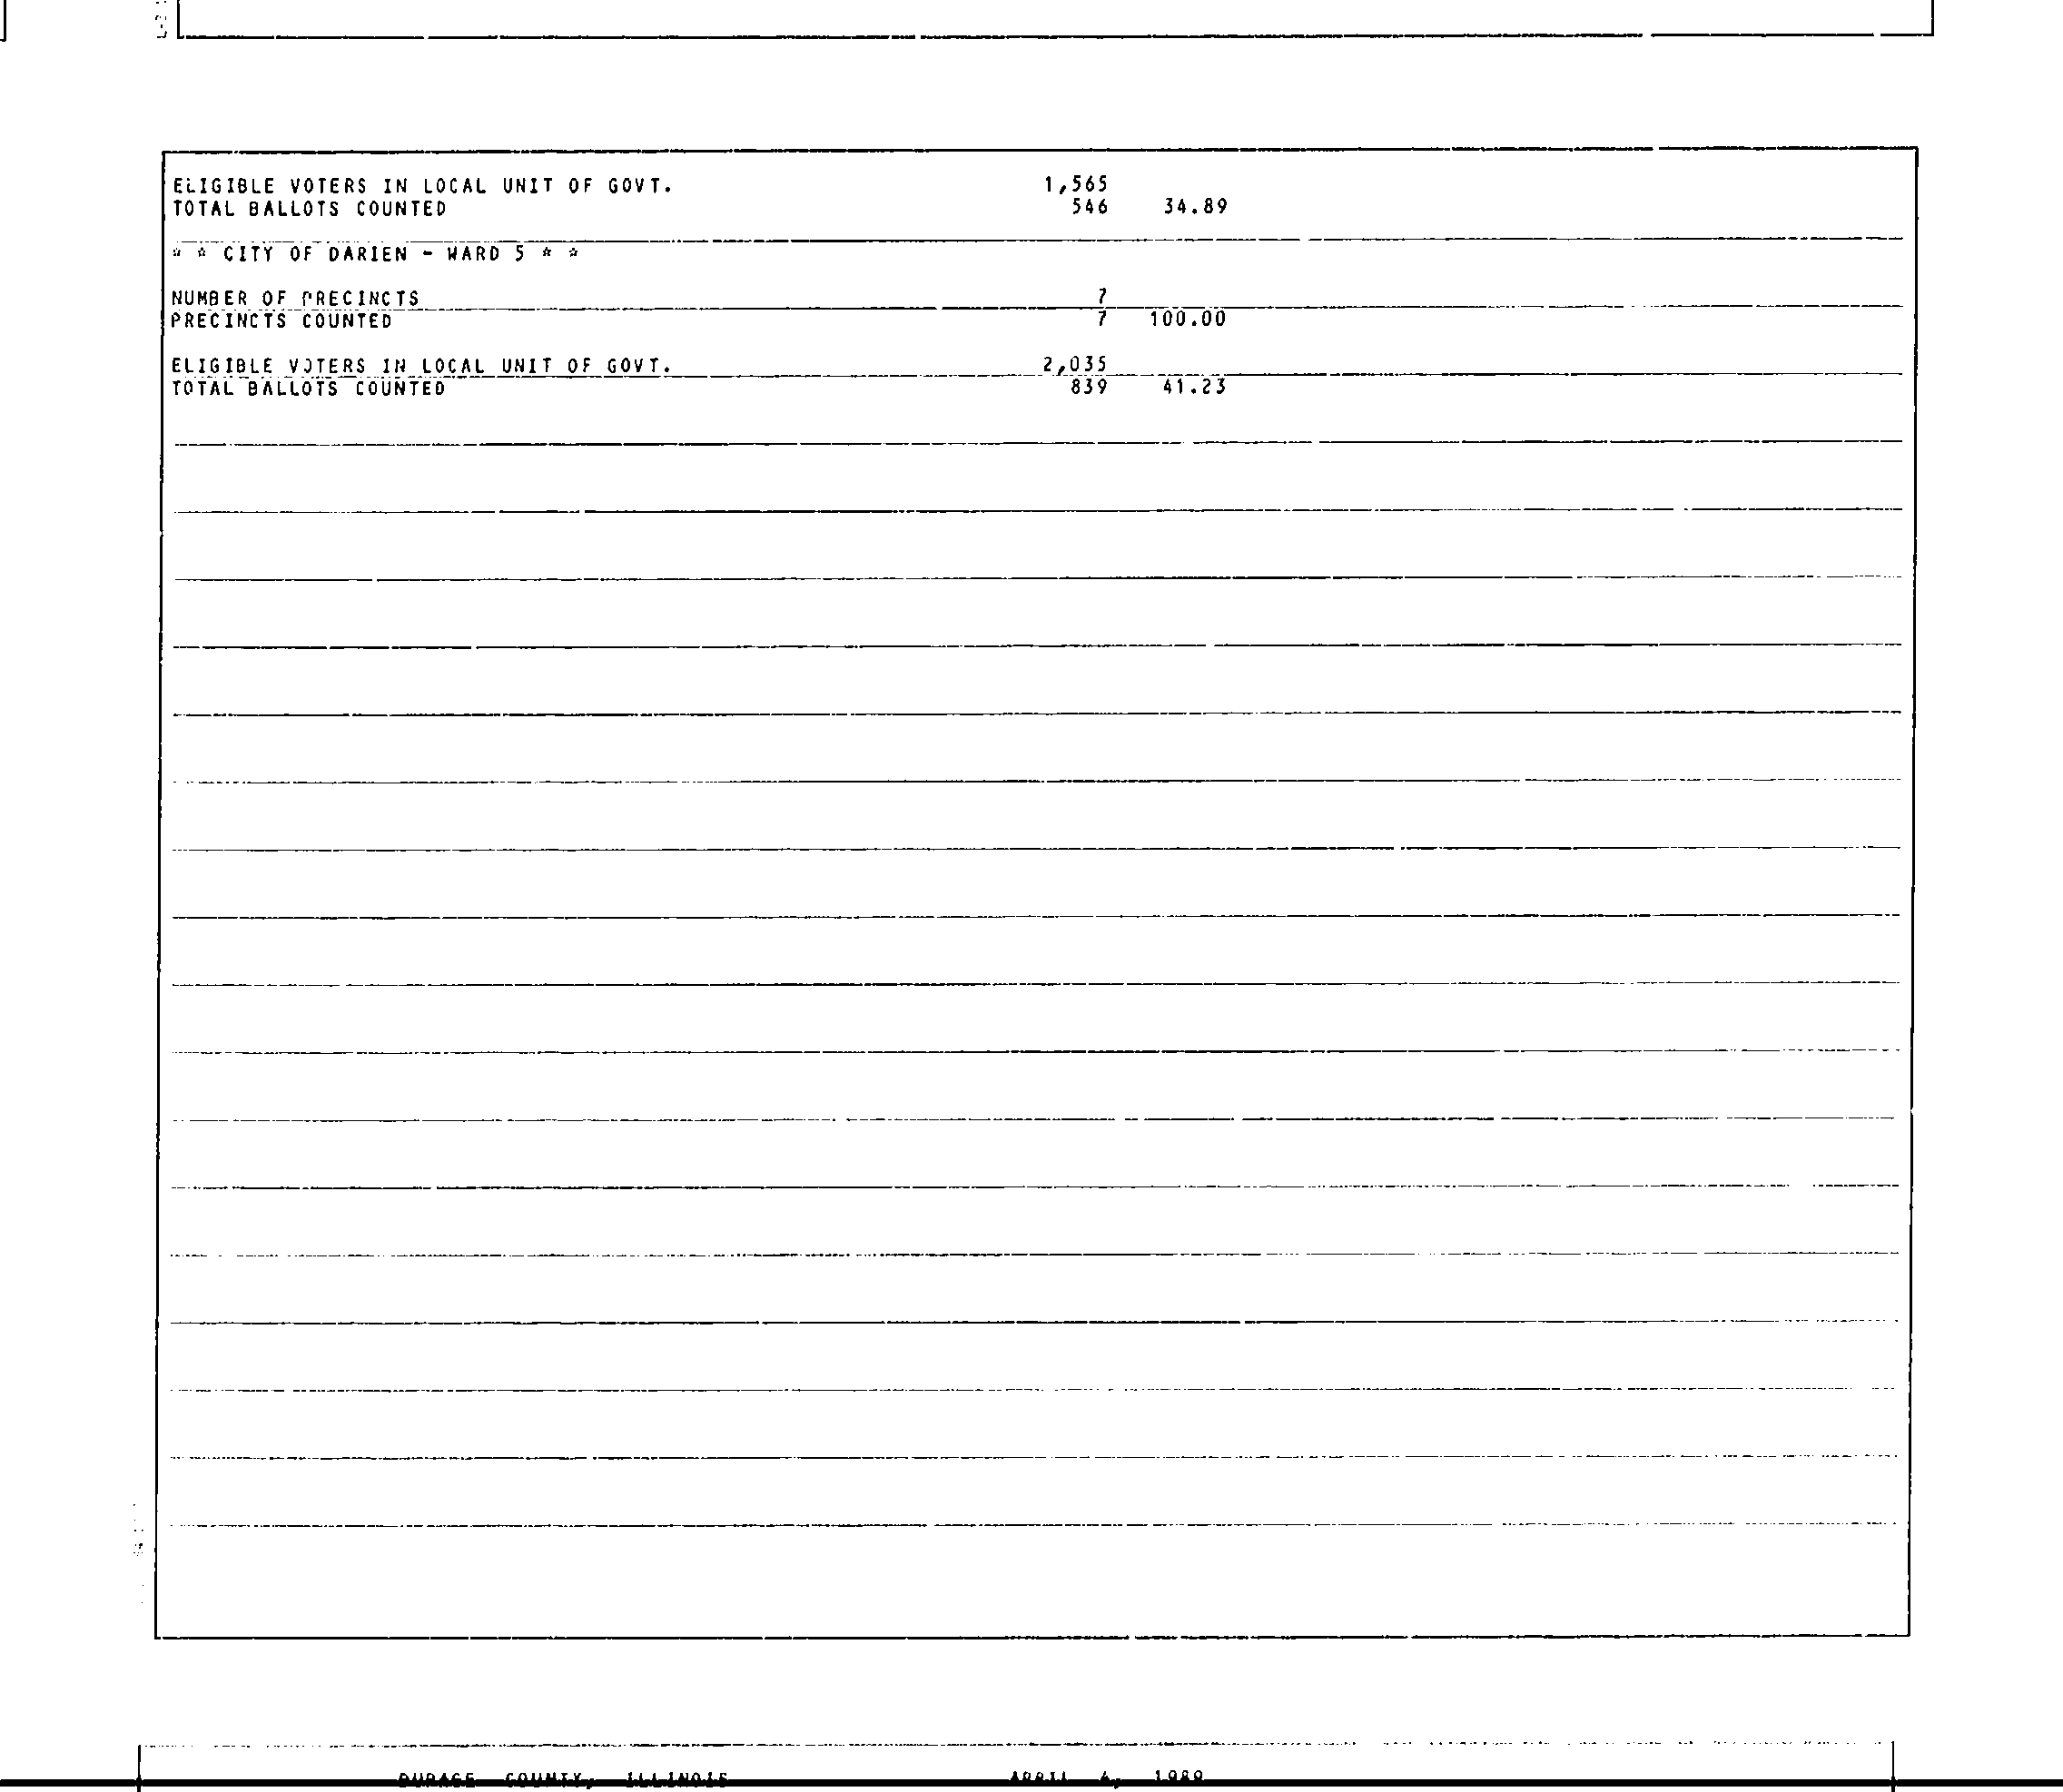 ELIGIBLE VOTERS IN LOCAL UNIT OF GOVT. 1,565
TOTAL BALLOTS COUNTED 546 34.89
* * CITY OF DARIEN - WARD 5 * *
NUMBER OF PRECINCTS 7
PRECINCTS COUNTED 7 100.00
ELIGIBLE VOTERS IN LOCAL UNIT OF GOVT. 2,035
TOTAL BALLOTS COUNTED 839 41.23
DUPAGE COUNTY, ILLINOIS APRIL 4, 1989